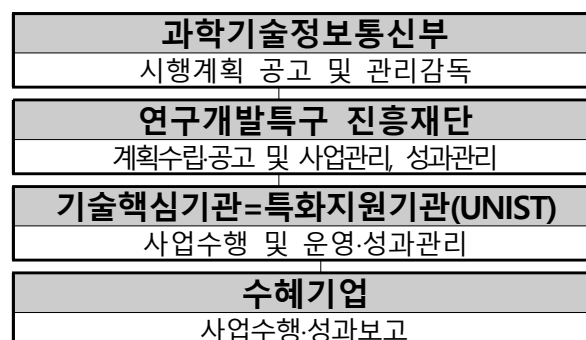 과학기술정보통신부
시행계획 공고 및 관리감독
연구개발특구 진흥재단
계획수립·공고 및 사업관리, 성과관리
기술핵심기관=특화지원기관(UNIST)
사업수행 및 운영·성과관리
수혜기업
사업수행·성과보고